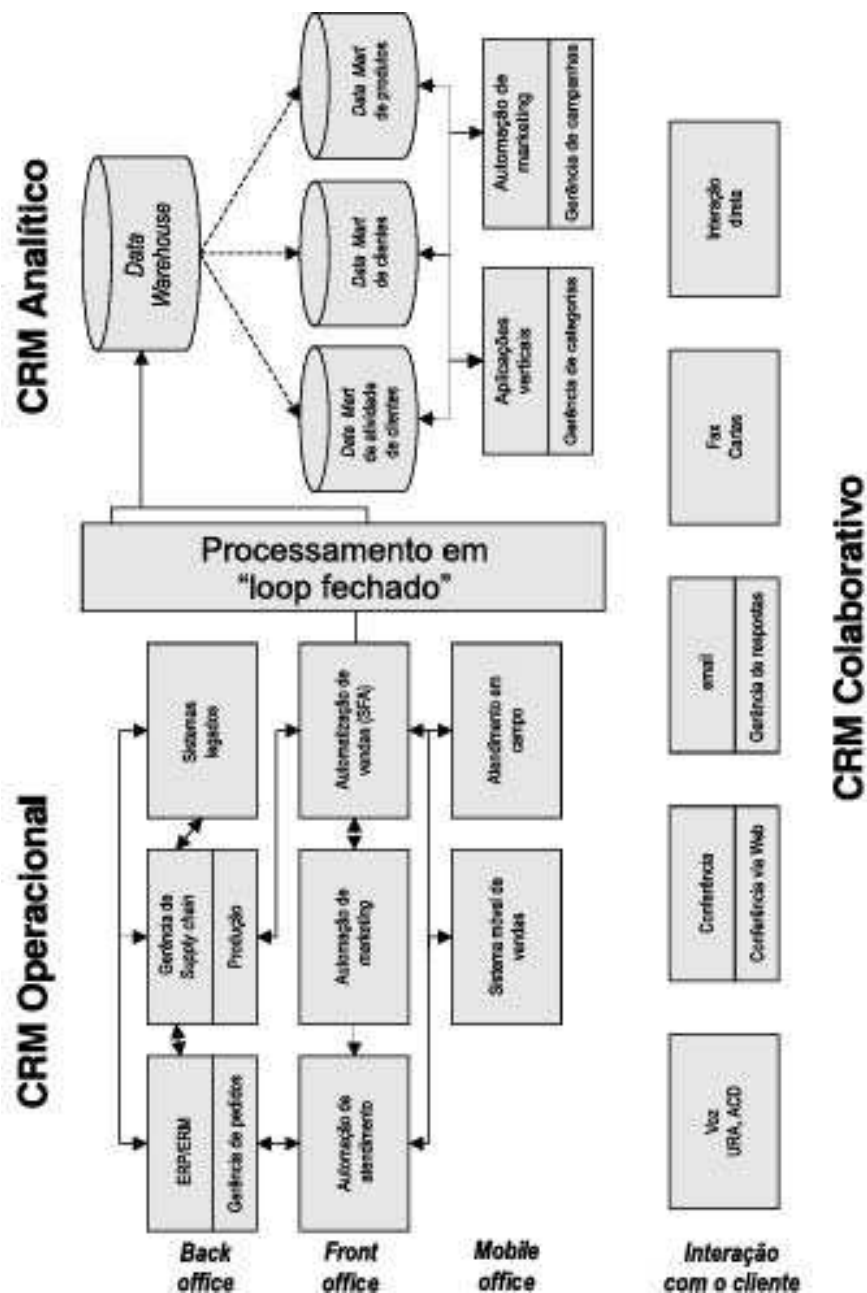 CRM Operacional
CRM Analítico
Back
office
ERP/ERM
Gerência de pedidos
Gerência de
Supply chain
Produção
Sistemas
legados
Data
Warehouse
Front
office
Automação de
atendimento
Automação de
marketing
Automatização de
vendas (SFA)
Processamento em
"loop fechado"
Data Mart
de atividade
de clientes
Data Mart
de clientes
Data Mart
de produtos
Mobile
office
Sistema móvel de
vendas
Atendimento em
campo
Aplicações
verticais
Gerência de categorias
Automação de
marketing
Gerência de campanhas
Interação
com o cliente
Voz
URA, ACD
Conferência
Conferência via Web
email
Gerência de respostas
Fax
Cartas
Interação
direta
CRM Colaborativo